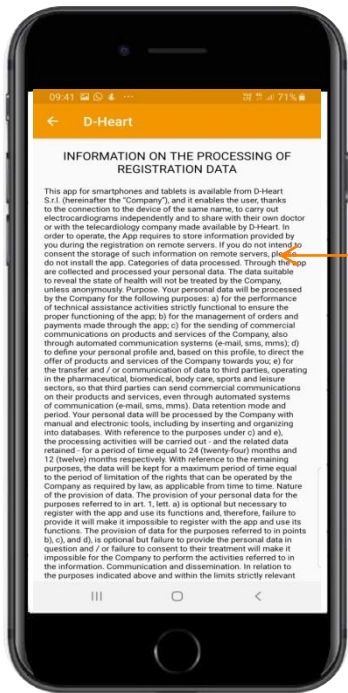 09:41 71%
D-Heart
INFORMATION ON THE PROCESSING OF
REGISTRATION DATA
This app for smartphones and tablets is available from D-Heart
S.r.l. (hereinafter the "Company"), and it enables the user, thanks
to the connection to the device of the same name, to carry out
electrocardiograms independently and to share with their own doctor
or with the telecardiology company made available by D-Heart. In
order to operate, the App requires to store information provided by
you during the registration on remote servers. If you do not intend to
consent the storage of such information on remote servers, please
do not install the app. Categories of data processed. Through the app
are collected and processed your personal data. The data suitable
to reveal the state of health will not be treated by the Company,
unless anonymously. Purpose. Your personal data will be processed
by the Company for the following purposes: a) for the performance
of technical assistance activities strictly functional to ensure the
proper functioning of the app; b) for the management of orders and
payments made through the app; c) for the sending of commercial
communications on products and services of the Company, also
through automated communication systems (e-mail, sms, mms); d)
to define your personal profile and, based on this profile, to direct the
offer of products and services of the Company towards you; e) for
the transfer and / or communication of data to third parties, operating
in the pharmaceutical, biomedical, body care, sports and leisure
sectors, so that third parties can send commercial communications
on their products and services, even through automated systems
of communication (e-mail, sms, mms). Data retention mode and
period. Your personal data will be processed by the Company with
manual and electronic tools, including by inserting and organizing
into databases. With reference to the purposes under c) and e),
the processing activities will be carried out - and the related data
retained - for a period of time equal to 24 (twenty-four) months and
12 (twelve) months respectively. With reference to the remaining
purposes, the data will be kept for a maximum period of time equal
to the period of limitation of the rights that can be operated by the
Company as required by law, as applicable from time to time. Nature
of the provision of data. The provision of your personal data for the
purposes referred to in art. 1, lett. a) is optional but necessary to
register with the app and use its functions and, therefore, failure to
provide it will make it impossible to register with the app and use its
functions. The provision of data for the purposes referred to in points
b), c), and d), is optional but failure to provide the personal data in
question and / or failure to consent to their treatment will make it
impossible for the Company to perform the activities referred to in
the information. Communication and dissemination. In relation to
the purposes indicated above and within the limits strictly relevant